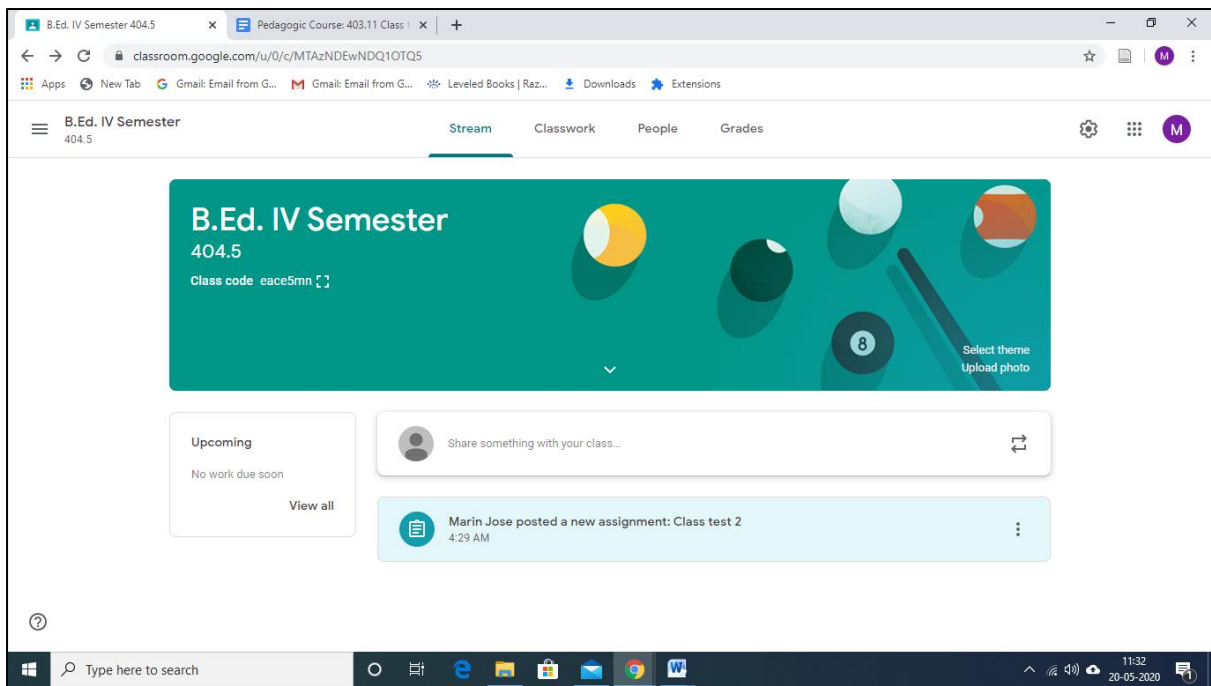 B.Ed. IV Semester 404.5
Pedagogic Course: 403.11 Class t
classroom.google.com/u/0/c/MTAzNDEwNDQ1OTQ5
M
Apps New Tab Gmail: Email from G... Gmail: Email from G... Leveled Books | Raz... Downloads Extensions
B.Ed. IV Semester
404.5
Stream Classwork People Grades
M
B.Ed. IV Semester
404.5
Class code eace5mn
8
Select theme
Upload photo
Upcoming
No work due soon
View all
Share something with your class...
Marin Jose posted a new assignment: Class test 2
4:29 AM
Type here to search
11:32
20-05-2020
1